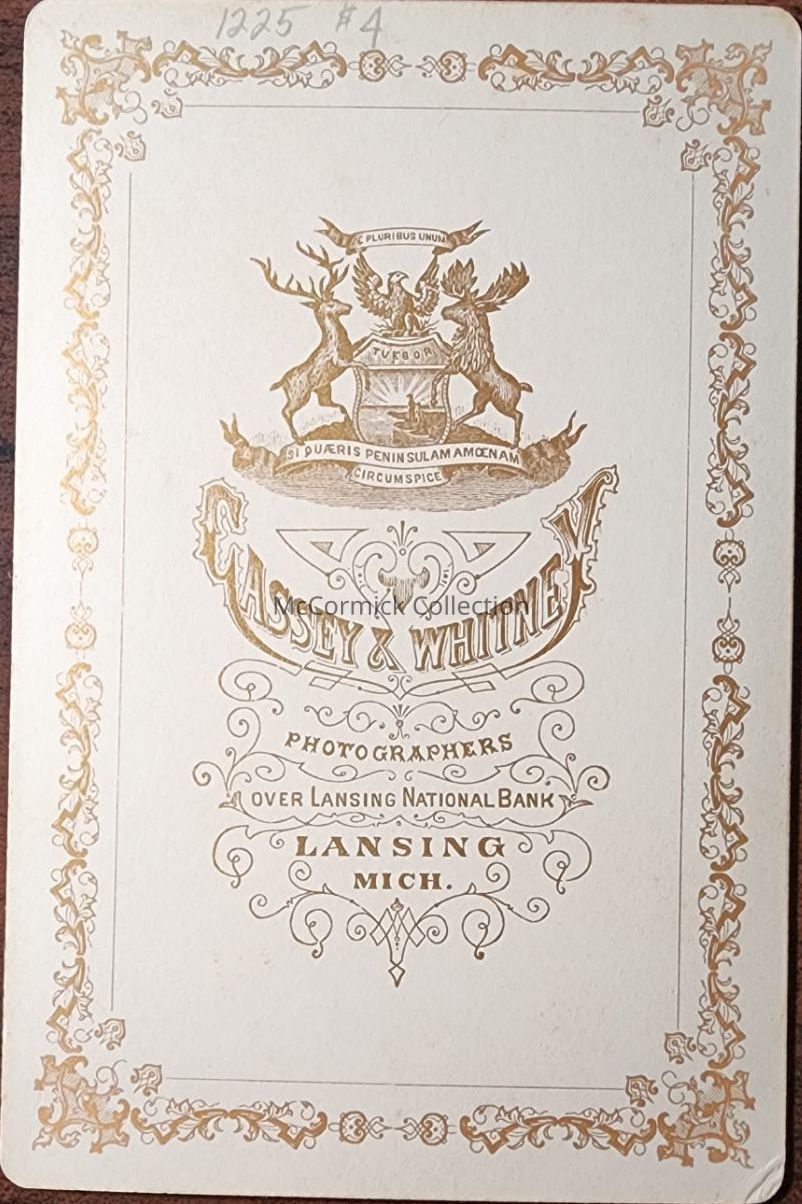 1225 #4
E PLURIBUS UNUM
TUEBOR
SI QUÆRIS PENINSULAM AMŒNAM
CIRCUMSPICE
CASSEY & WHITNEY
McCormick Collection
PHOTOGRAPHERS
OVER LANSING NATIONAL BANK
LANSING
MICH.